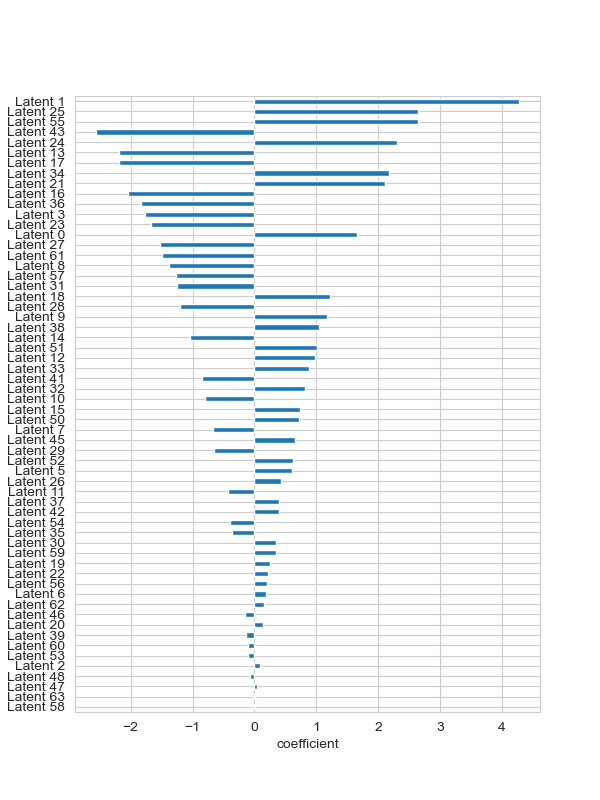 Latent 1
Latent 25
Latent 55
Latent 43
Latent 24
Latent 13
Latent 17
Latent 34
Latent 21
Latent 16
Latent 36
Latent 3
Latent 23
Latent 0
Latent 27
Latent 61
Latent 8
Latent 57
Latent 31
Latent 18
Latent 28
Latent 9
Latent 38
Latent 14
Latent 51
Latent 12
Latent 33
Latent 41
Latent 32
Latent 10
Latent 15
Latent 50
Latent 7
Latent 45
Latent 29
Latent 52
Latent 5
Latent 26
Latent 11
Latent 37
Latent 42
Latent 54
Latent 35
Latent 30
Latent 59
Latent 19
Latent 22
Latent 56
Latent 6
Latent 62
Latent 46
Latent 20
Latent 39
Latent 60
Latent 53
Latent 2
Latent 48
Latent 47
Latent 63
Latent 58
−2 −1 0 1 2 3 4
coefficient